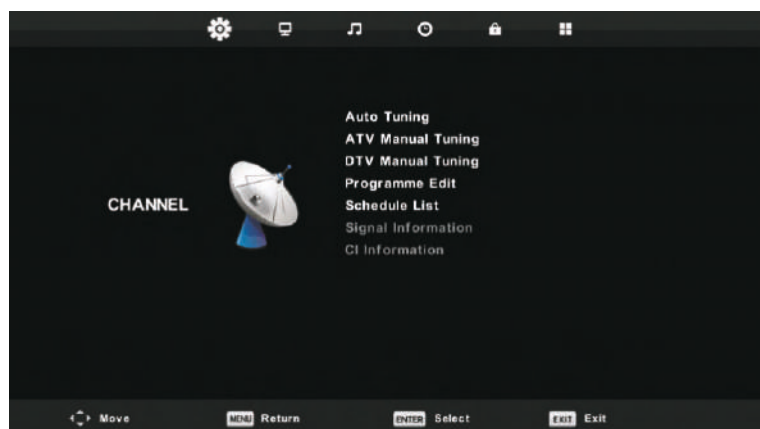 Auto Tuning
ATV Manual Tuning
DTV Manual Tuning
Programme Edit
CHANNEL
Schedule List
Signal Information
CI Information
Move
MENU Return
ENTER Select
EXIT Exit